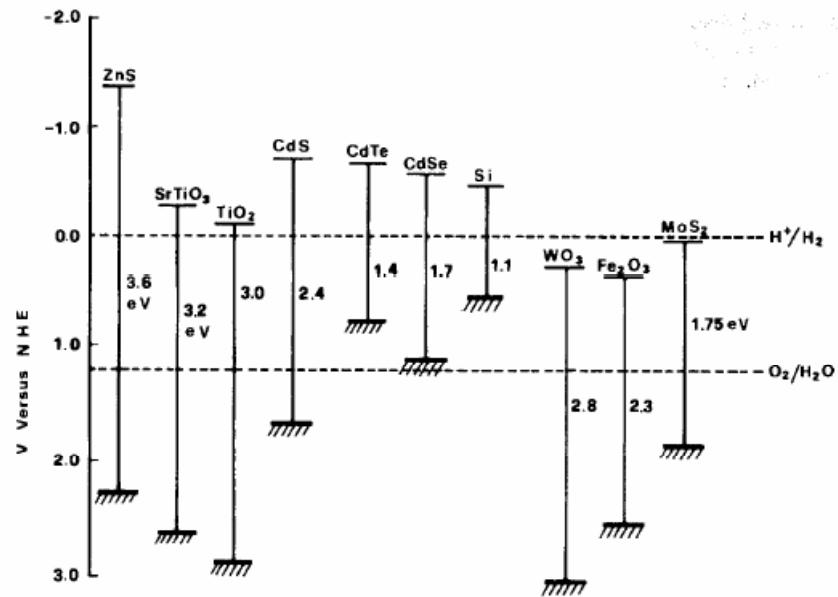 -2.0
ZnS
-1.0
CdS
CdTe
CdSe
Si
SrTiO₃
TiO₂
0.0
H⁺/H₂
MoS₂
WO₃
Fe₂O₃
3.6
eV
3.2
eV
3.0
2.4
1.4
1.7
1.1
1.75 eV
1.0
O₂/H₂O
2.8
2.3
2.0
3.0
V Versus NHE